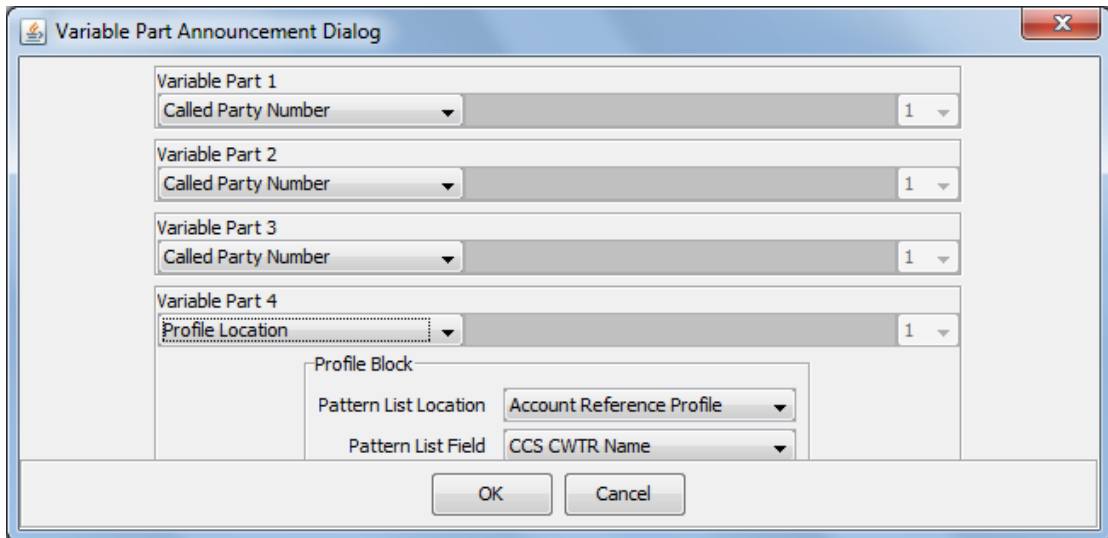 Variable Part Announcement Dialog
Variable Part 1
Called Party Number 1
Variable Part 2
Called Party Number 1
Variable Part 3
Called Party Number 1
Variable Part 4
Profile Location 1
Profile Block
Pattern List Location Account Reference Profile
Pattern List Field CCS CWTR Name
OK Cancel